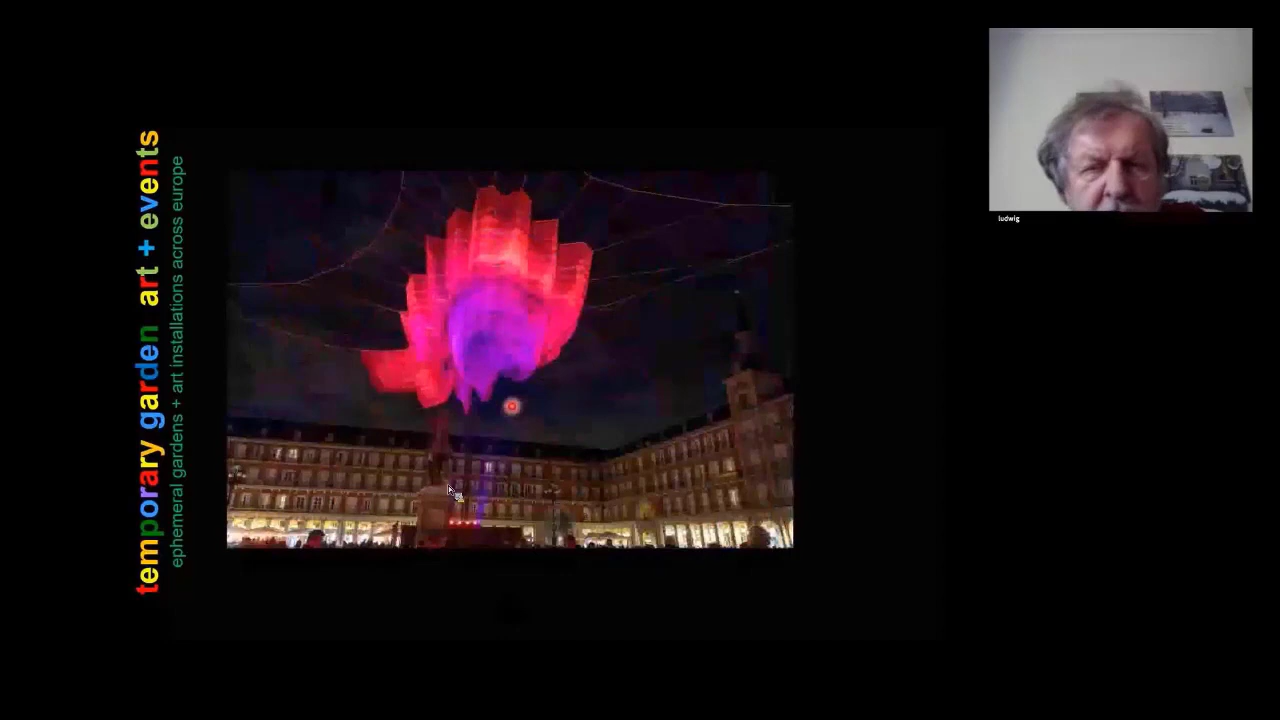 temporary garden art + events
ephemeral gardens + art installations across europe
ludwig